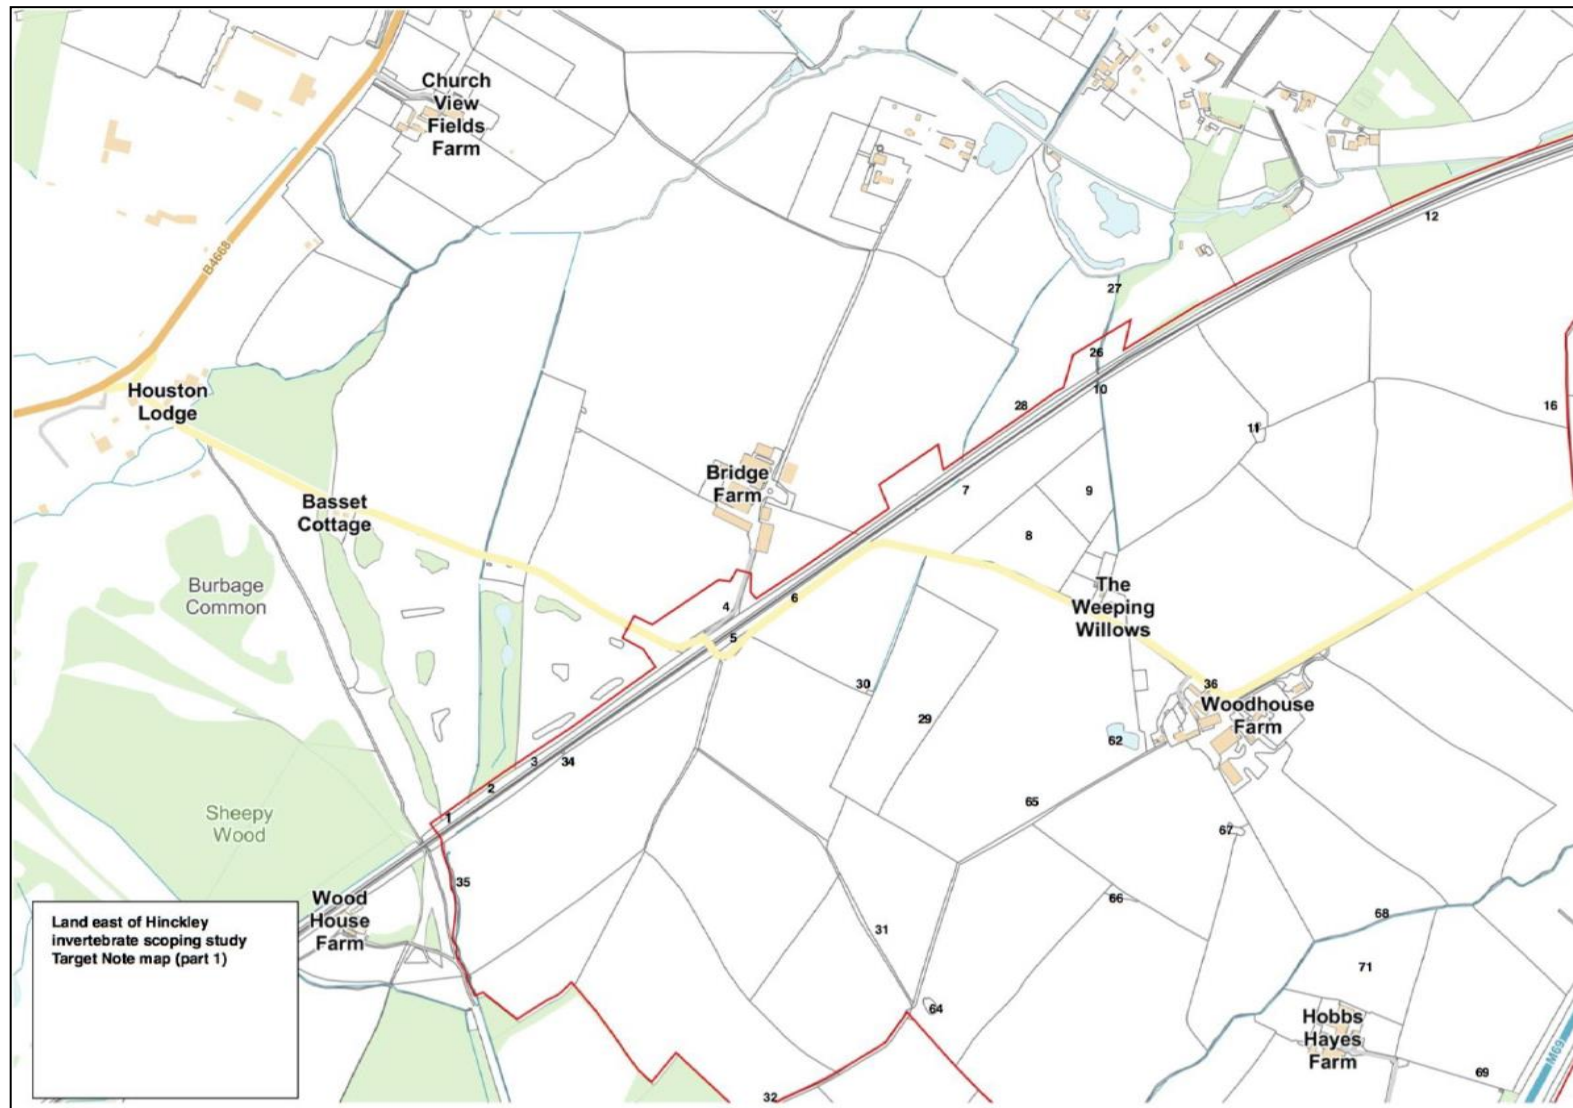 Church
View
Fields
Farm
B4668
12
27
26
10
28
16
11
Houston
Lodge
Bridge
Farm
7
9
8
Basset
Cottage
Burbage
Common
4
6
5
The
Weeping
Willows
30
29
36
Woodhouse
Farm
62
3
34
2
1
65
67
Sheepy
Wood
35
66
68
31
71
Wood
House
Farm
64
Hobbs
Hayes
Farm
M69
69
32
Land east of Hinckley
invertebrate scoping study
Target Note map (part 1)